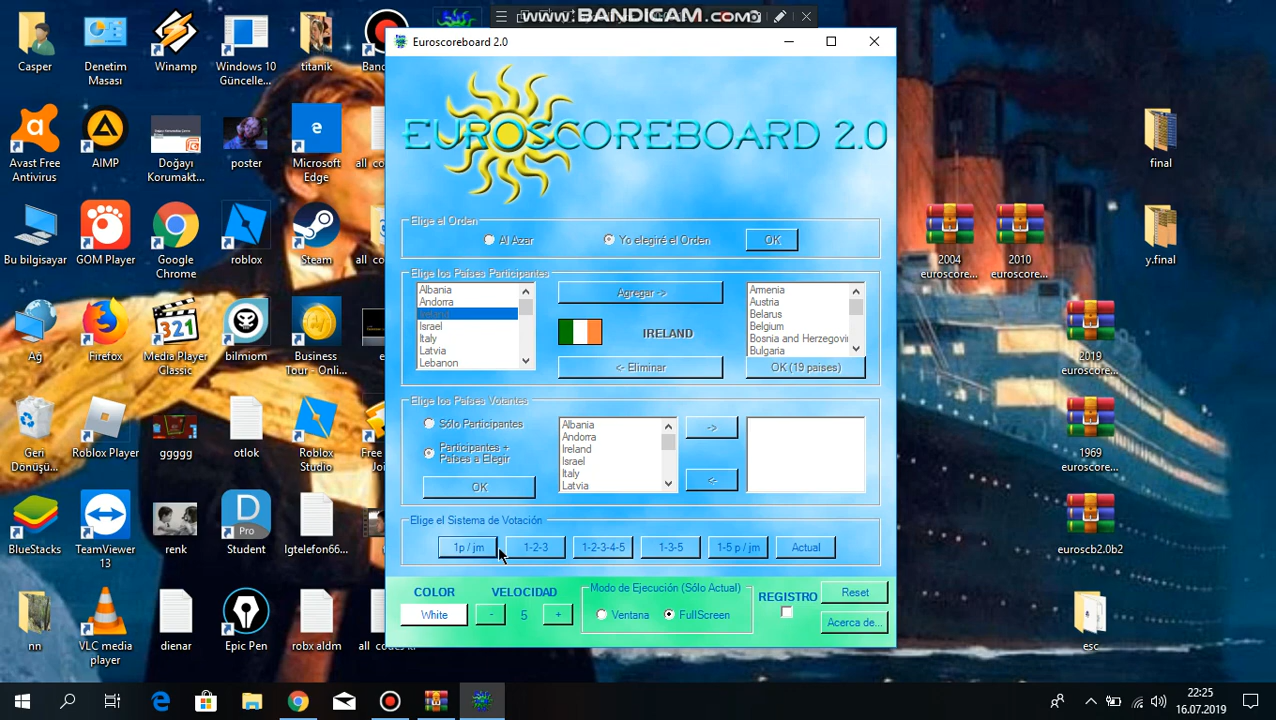 www.BANDICAM.com
Casper
Denetim
Masası
Winamp
Windows 10
Güncelle...
titanik
Euroscoreboard 2.0
EUROSCOREBOARD 2.0
Avast Free
Antivirus
AIMP
Doğayı
Korumakt...
poster
Microsoft
Edge
final
Bu bilgisayar
GOM Player
Google
Chrome
roblox
Steam
2004
euroscore...
2010
euroscore...
y.final
Ağ
Firefox
Media Player
Classic
bilmiom
Business
Tour - Onli...
2019
euroscore...
Geri
Dönüşü...
Roblox Player
ggggg
otlok
Roblox
Studio
1969
euroscore...
BlueStacks
TeamViewer
13
renk
Student
lgtelefon66...
euroscb2.0b2
nn
VLC media
player
dienar
Epic Pen
robx aldm
esc
Elige el Orden
Al Azar
Yo elegiré el Orden
OK
Elige los Países Participantes
Albania
Andorra
Ireland
Israel
Italy
Latvia
Lebanon
Agregar ->
IRELAND
<- Eliminar
Armenia
Austria
Belarus
Belgium
Bosnia and Herzegovin
Bulgaria
OK (19 países)
Elige los Países Votantes
Sólo Participantes
Participantes +
Países a Elegir
OK
Albania
Andorra
Ireland
Israel
Italy
Latvia
->
<-
Elige el Sistema de Votación
1p / jm
1-2-3
1-2-3-4-5
1-3-5
1-5 p / jm
Actual
COLOR
White
VELOCIDAD
-
5
+
Modo de Ejecución (Sólo Actual)
Ventana
FullScreen
REGISTRO
Reset
Acerca de...
22:25
16.07.2019